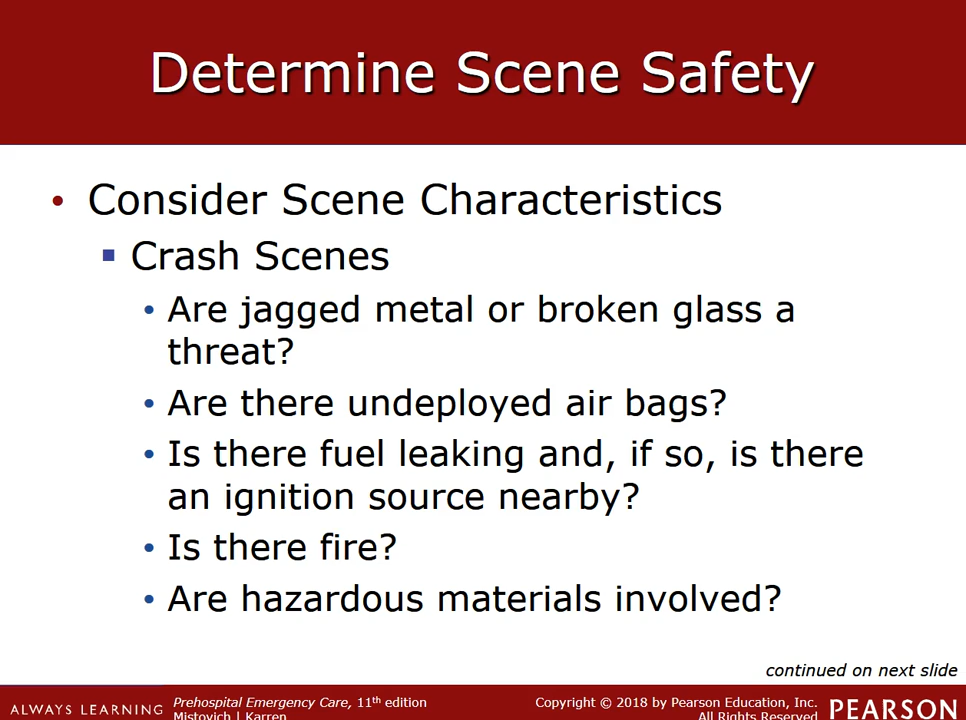 Determine Scene Safety
• Consider Scene Characteristics
▪ Crash Scenes
• Are jagged metal or broken glass a
threat?
• Are there undeployed air bags?
• Is there fuel leaking and, if so, is there
an ignition source nearby?
• Is there fire?
• Are hazardous materials involved?
continued on next slide
ALWAYS LEARNING
Prehospital Emergency Care, 11th edition
Mistovich | Karren
Copyright © 2018 by Pearson Education, Inc.
All Rights Reserved
PEARSON